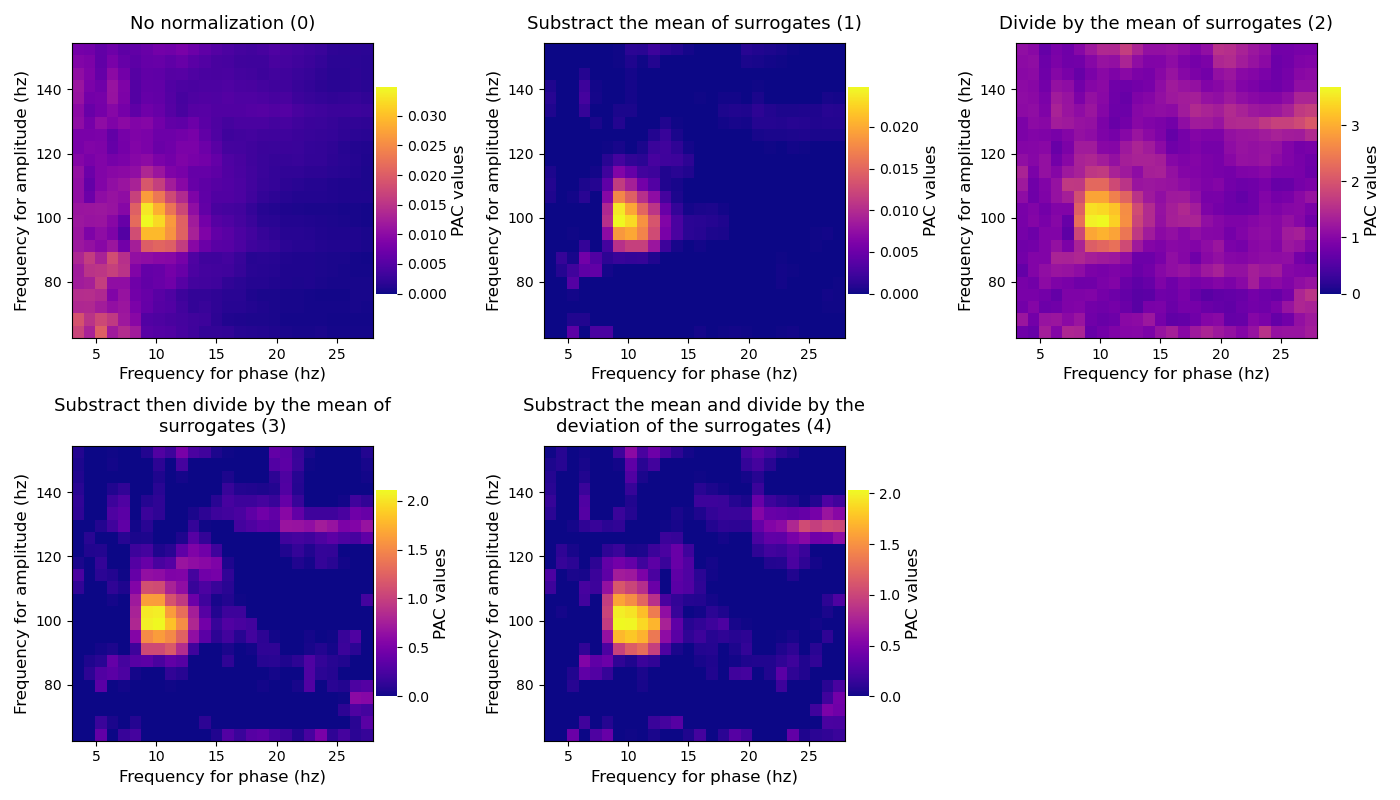 No normalization (0)
Substract the mean of surrogates (1)
Divide by the mean of surrogates (2)
Frequency for amplitude (hz)
140
120
100
80
5 10 15 20 25
Frequency for phase (hz)
0.030
0.025
0.020
0.015
0.010
0.005
0.000
PAC values
Frequency for amplitude (hz)
140
120
100
80
5 10 15 20 25
Frequency for phase (hz)
0.020
0.015
0.010
0.005
0.000
PAC values
Frequency for amplitude (hz)
140
120
100
80
5 10 15 20 25
Frequency for phase (hz)
3
2
1
0
PAC values
Substract then divide by the mean of
surrogates (3)
Frequency for amplitude (hz)
140
120
100
80
5 10 15 20 25
Frequency for phase (hz)
2.0
1.5
1.0
0.5
0.0
PAC values
Substract the mean and divide by the
deviation of the surrogates (4)
Frequency for amplitude (hz)
140
120
100
80
5 10 15 20 25
Frequency for phase (hz)
2.0
1.5
1.0
0.5
0.0
PAC values